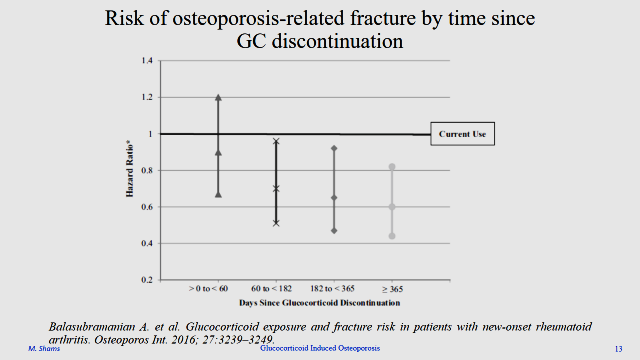 Risk of osteoporosis-related fracture by time since
GC discontinuation
1.4
1.2
1
0.8
0.6
0.4
0.2
Hazard Ratio*
Current Use
> 0 to < 60 60 to < 182 182 to < 365 ≥ 365
Days Since Glucocorticoid Discontinuation
Balasubramanian A. et al. Glucocorticoid exposure and fracture risk in patients with new-onset rheumatoid
arthritis. Osteoporos Int. 2016; 27:3239–3249.
M. Shams Glucocorticoid Induced Osteoporosis 13